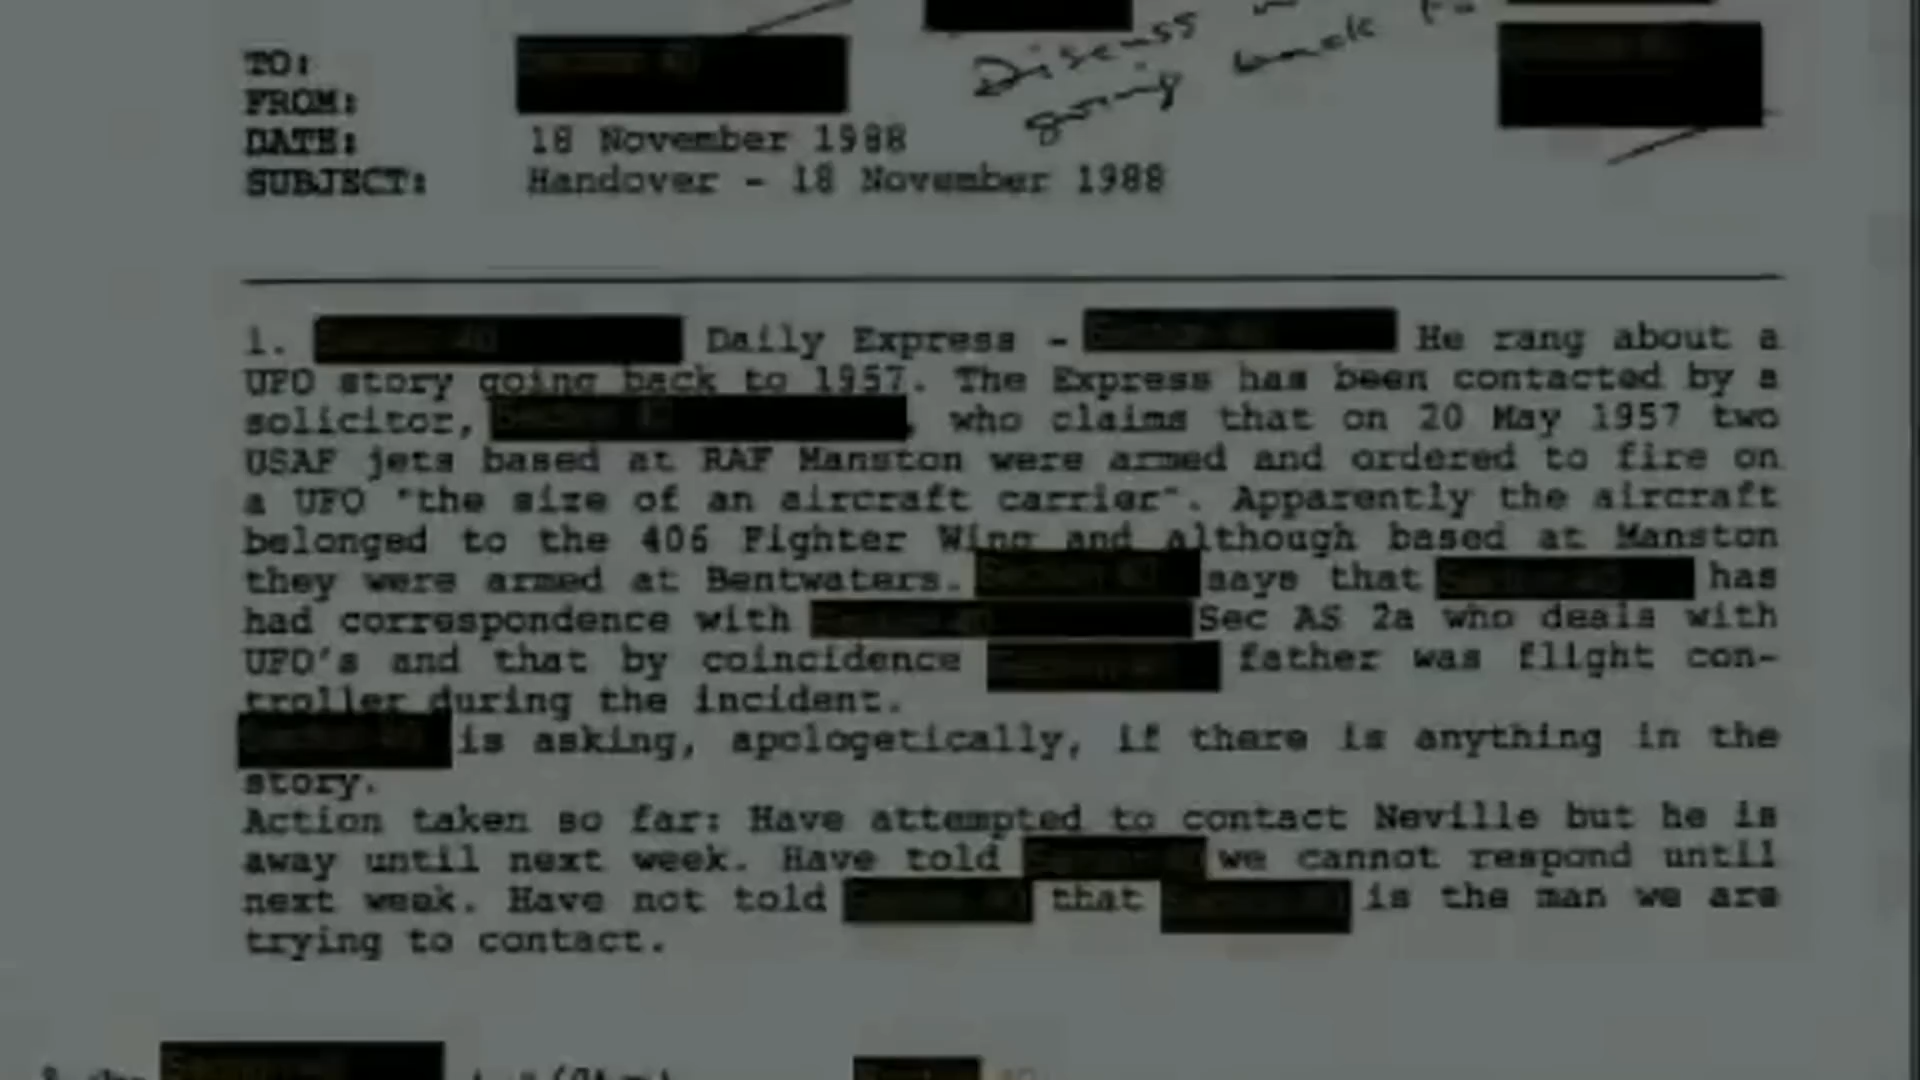 Discuss
going back to
TO:
FROM:
DATE: 18 November 1988
SUBJECT: Handover - 18 November 1988
1. Daily Express - He rang about a
UFO story going back to 1957. The Express has been contacted by a
solicitor, , who claims that on 20 May 1957 two
USAF jets based at RAF Manston were armed and ordered to fire on
a UFO "the size of an aircraft carrier". Apparently the aircraft
belonged to the 406 Fighter Wing and although based at Manston
they were armed at Bentwaters. says that has
had correspondence with Sec AS 2a who deals with
UFO's and that by coincidence father was flight con-
troller during the incident.
is asking, apologetically, if there is anything in the
story.
Action taken so far: Have attempted to contact Neville but he is
away until next week. Have told we cannot respond until
next week. Have not told that is the man we are
trying to contact.